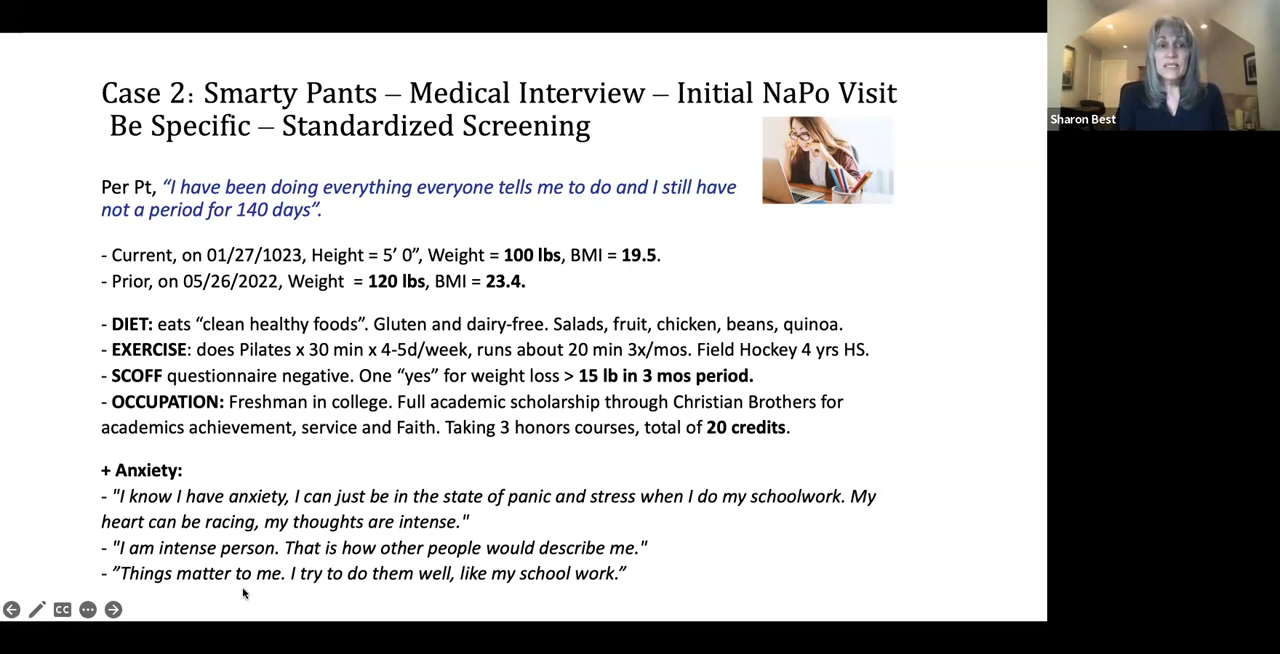 Case 2: Smarty Pants – Medical Interview – Initial NaPo Visit
Be Specific – Standardized Screening
Sharon Best
Per Pt, “I have been doing everything everyone tells me to do and I still have
not a period for 140 days”.
- Current, on 01/27/1023, Height = 5’ 0”, Weight = 100 lbs, BMI = 19.5.
- Prior, on 05/26/2022, Weight = 120 lbs, BMI = 23.4.
- DIET: eats “clean healthy foods”. Gluten and dairy-free. Salads, fruit, chicken, beans, quinoa.
- EXERCISE: does Pilates x 30 min x 4-5d/week, runs about 20 min 3x/mos. Field Hockey 4 yrs HS.
- SCOFF questionnaire negative. One “yes” for weight loss > 15 lb in 3 mos period.
- OCCUPATION: Freshman in college. Full academic scholarship through Christian Brothers for
academics achievement, service and Faith. Taking 3 honors courses, total of 20 credits.
+ Anxiety:
- "I know I have anxiety, I can just be in the state of panic and stress when I do my schoolwork. My
heart can be racing, my thoughts are intense."
- "I am intense person. That is how other people would describe me."
- ”Things matter to me. I try to do them well, like my school work.”
CC